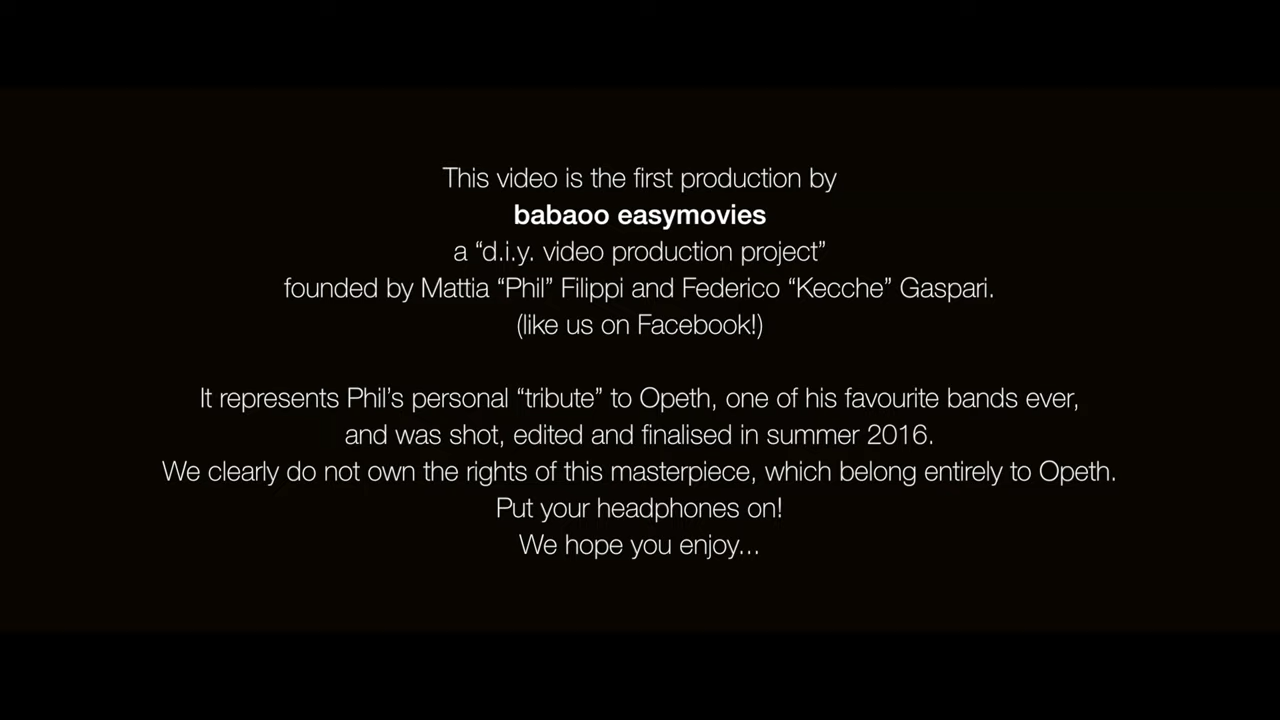 This video is the first production by
babaoo easymovies
a “d.i.y. video production project”
founded by Mattia “Phil” Filippi and Federico “Kecche” Gaspari.
(like us on Facebook!)
It represents Phil’s personal “tribute” to Opeth, one of his favourite bands ever,
and was shot, edited and finalised in summer 2016.
We clearly do not own the rights of this masterpiece, which belong entirely to Opeth.
Put your headphones on!
We hope you enjoy...